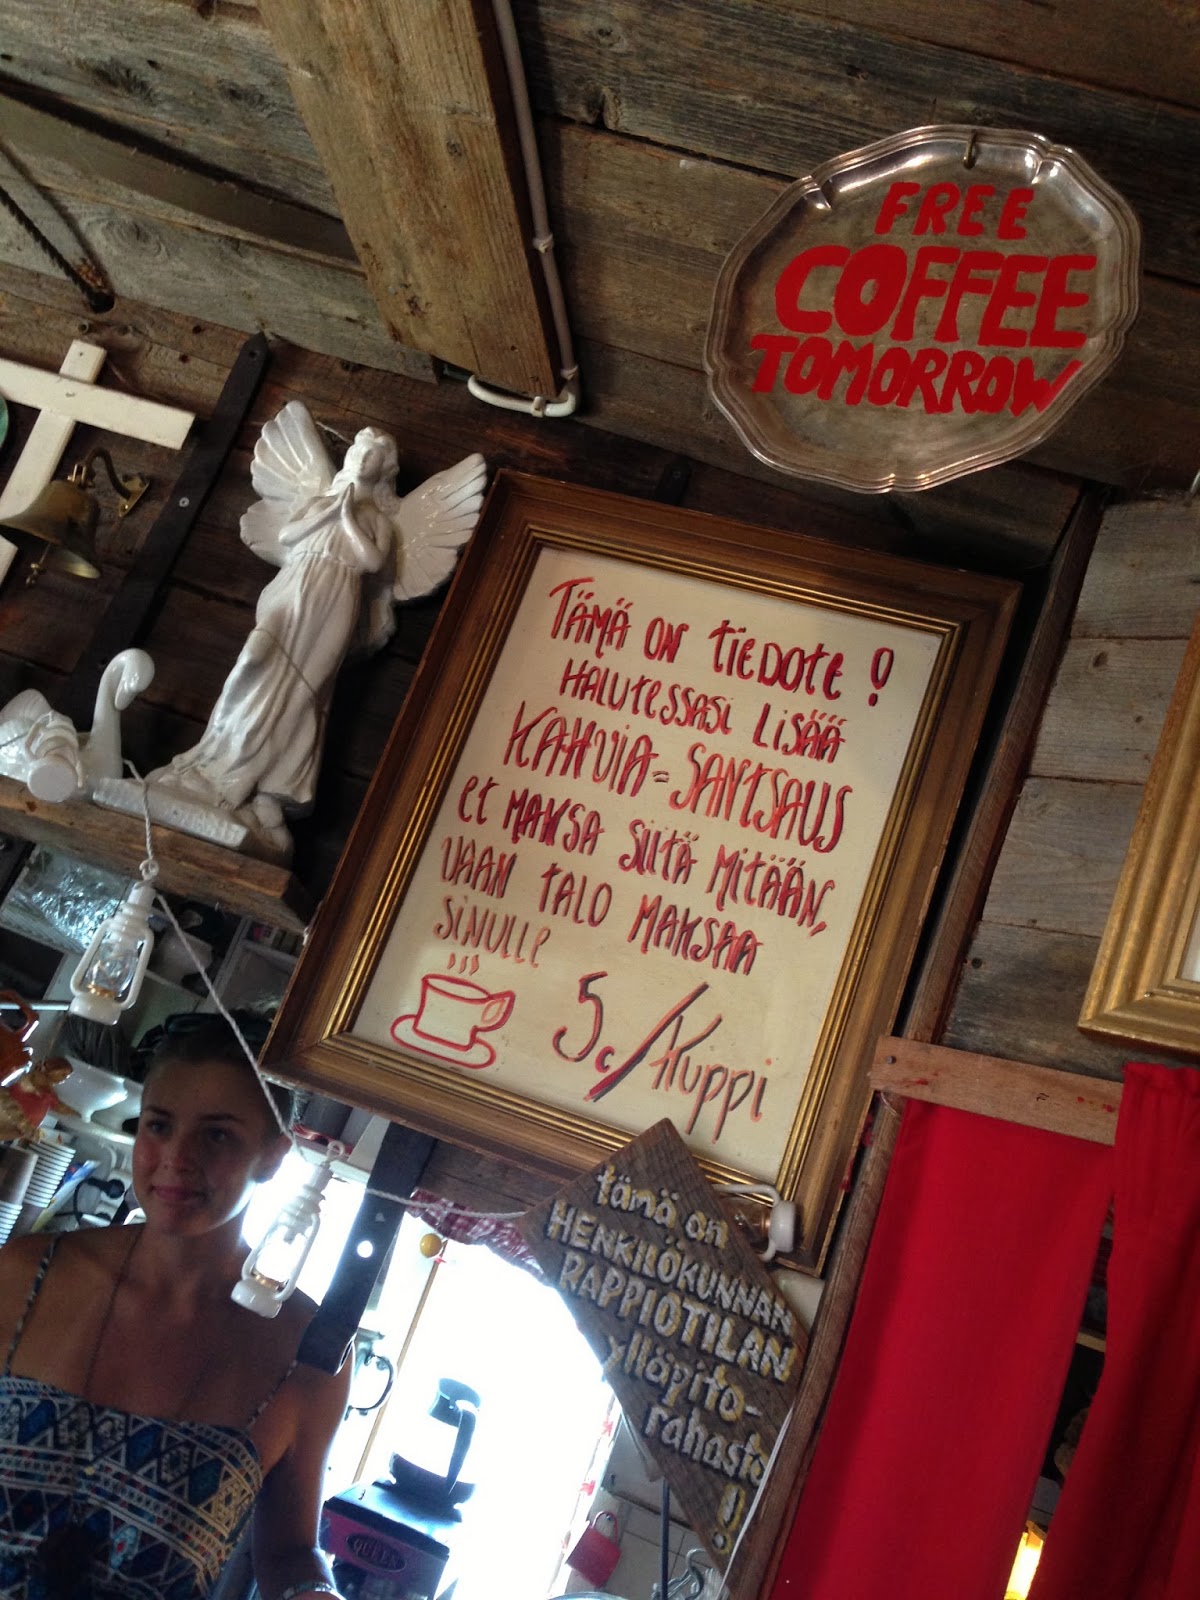 FREE
COFFEE
TOMORROW
Tämä on tiedote !
Halutessasi lisää
Kahvia = santsaus
et maksa siitä mitään,
vaan talo maksaa
sinulle
5c/Kuppi
tämä on
HENKILÖKUNNAN
RAPPIOTILAN
ylläpito-
rahasto
!
QUEEN